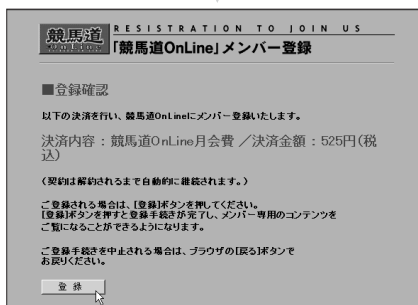 競馬道
OnLine
RESISTRATION TO JOIN US
「競馬道OnLine」メンバー登録
■登録確認
以下の決済を行い、競馬道OnLineにメンバー登録いたします。
決済内容：競馬道OnLine月会費／決済金額：525円(税
込)
(契約は解約されるまで自動的に継続されます。)
ご登録される場合は、[登録]ボタンを押してください。
[登録]ボタンを押すと登録手続きが完了し、メンバー専用のコンテンツを
ご覧になることができるようになります。
ご登録手続きを中止される場合は、ブラウザの[戻る]ボタンで
お戻りください。
登 録